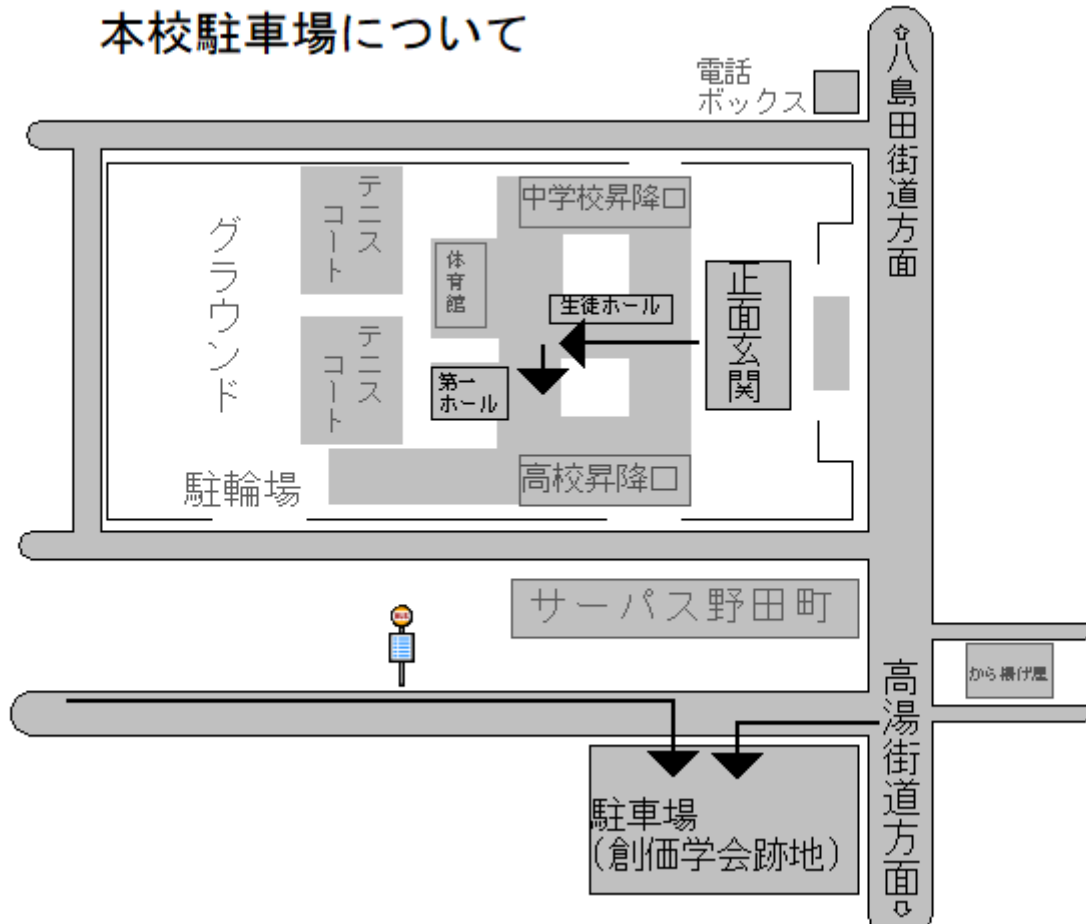 本校駐車場について
電話
ボックス
八島田街道方面
中学校昇降口
テニス
コート
グラウンド
体育館
生徒ホール
正面玄関
テニス
コート
第一
ホール
高校昇降口
駐輪場
サーパス野田町
から揚げ屋
高湯街道方面
駐車場
(創価学会跡地)